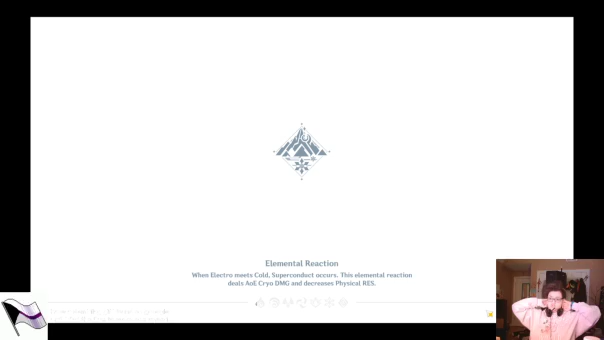 Elemental Reaction
When Electro meets Cold, Superconduct occurs. This elemental reaction
deals AoE Cryo DMG and decreases Physical RES.